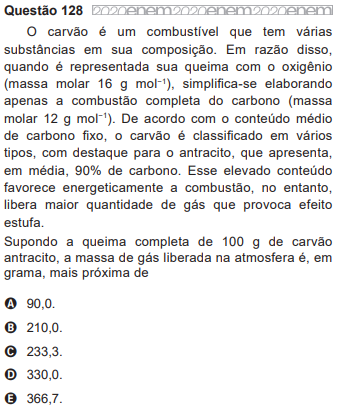 Questão 128 2020enem2020enem2020enem
O carvão é um combustível que tem várias
substâncias em sua composição. Em razão disso,
quando é representada sua queima com o oxigênio
(massa molar 16 g mol⁻¹), simplifica-se elaborando
apenas a combustão completa do carbono (massa
molar 12 g mol⁻¹). De acordo com o conteúdo médio
de carbono fixo, o carvão é classificado em vários
tipos, com destaque para o antracito, que apresenta,
em média, 90% de carbono. Esse elevado conteúdo
favorece energeticamente a combustão, no entanto,
libera maior quantidade de gás que provoca efeito
estufa.
Supondo a queima completa de 100 g de carvão
antracito, a massa de gás liberada na atmosfera é, em
grama, mais próxima de
A 90,0.
B 210,0.
C 233,3.
D 330,0.
E 366,7.